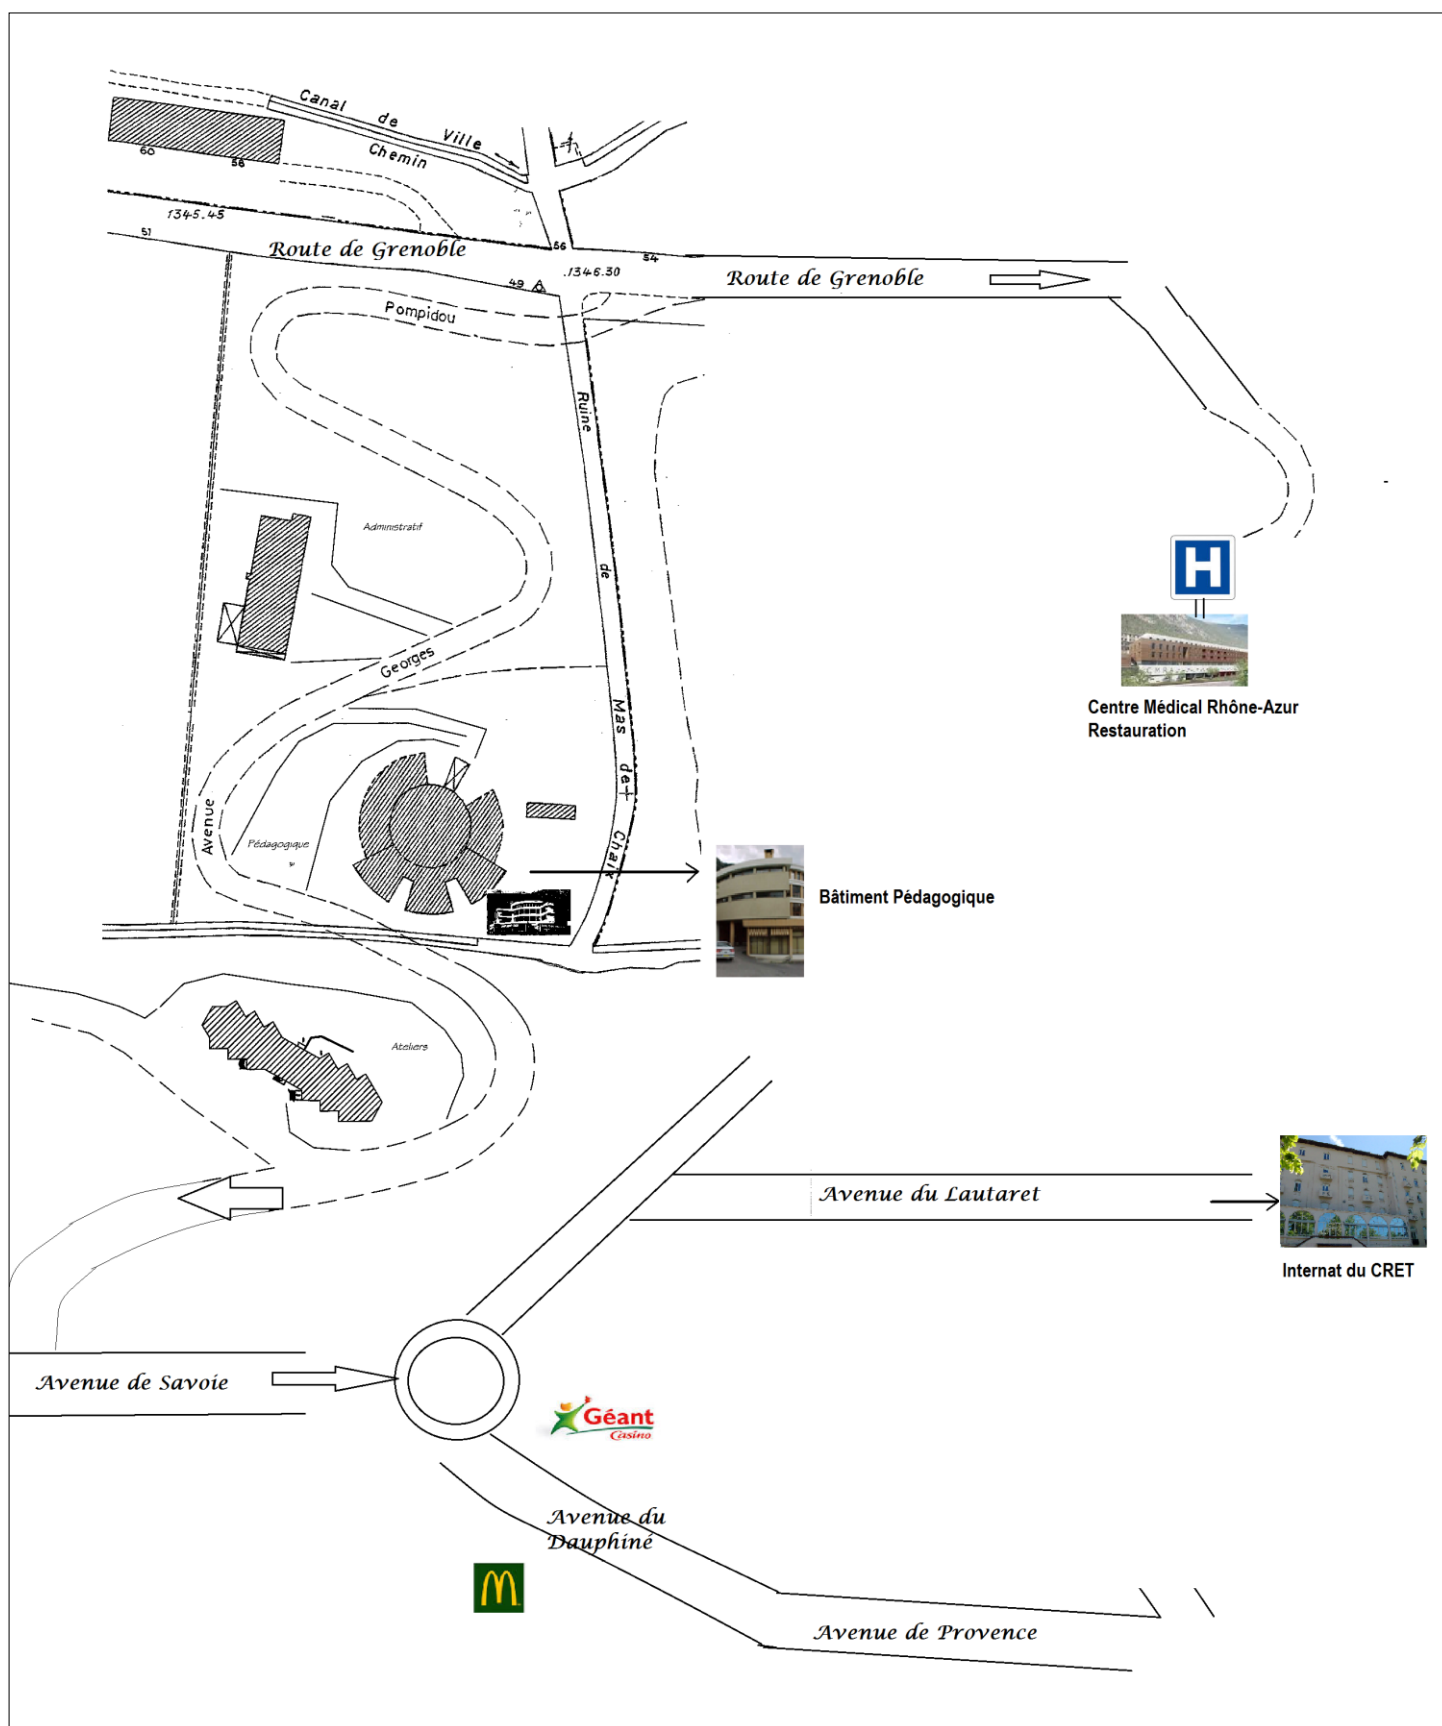 Canal de Ville
Chemin
60
58
1345.45
51
Route de Grenoble
56
54
.1346.30
49
Route de Grenoble
Pompidou
Ruine de Mas de Chaix
Administratif
H
Georges
Centre Médical Rhône-Azur
Restauration
Avenue
Pédagogique
Bâtiment Pédagogique
Ateliers
Avenue du Lautaret
Internat du CRET
Avenue de Savoie
Géant
Casino
Avenue du
Dauphiné
M
Avenue de Provence